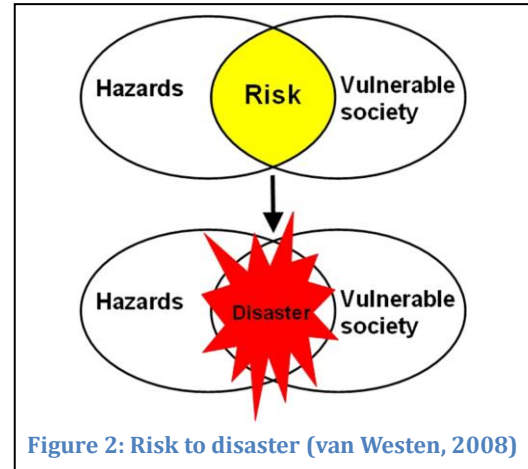 Hazards
Risk
Vulnerable
society
Hazards
Disaster
Vulnerable
society
Figure 2: Risk to disaster (van Westen, 2008)